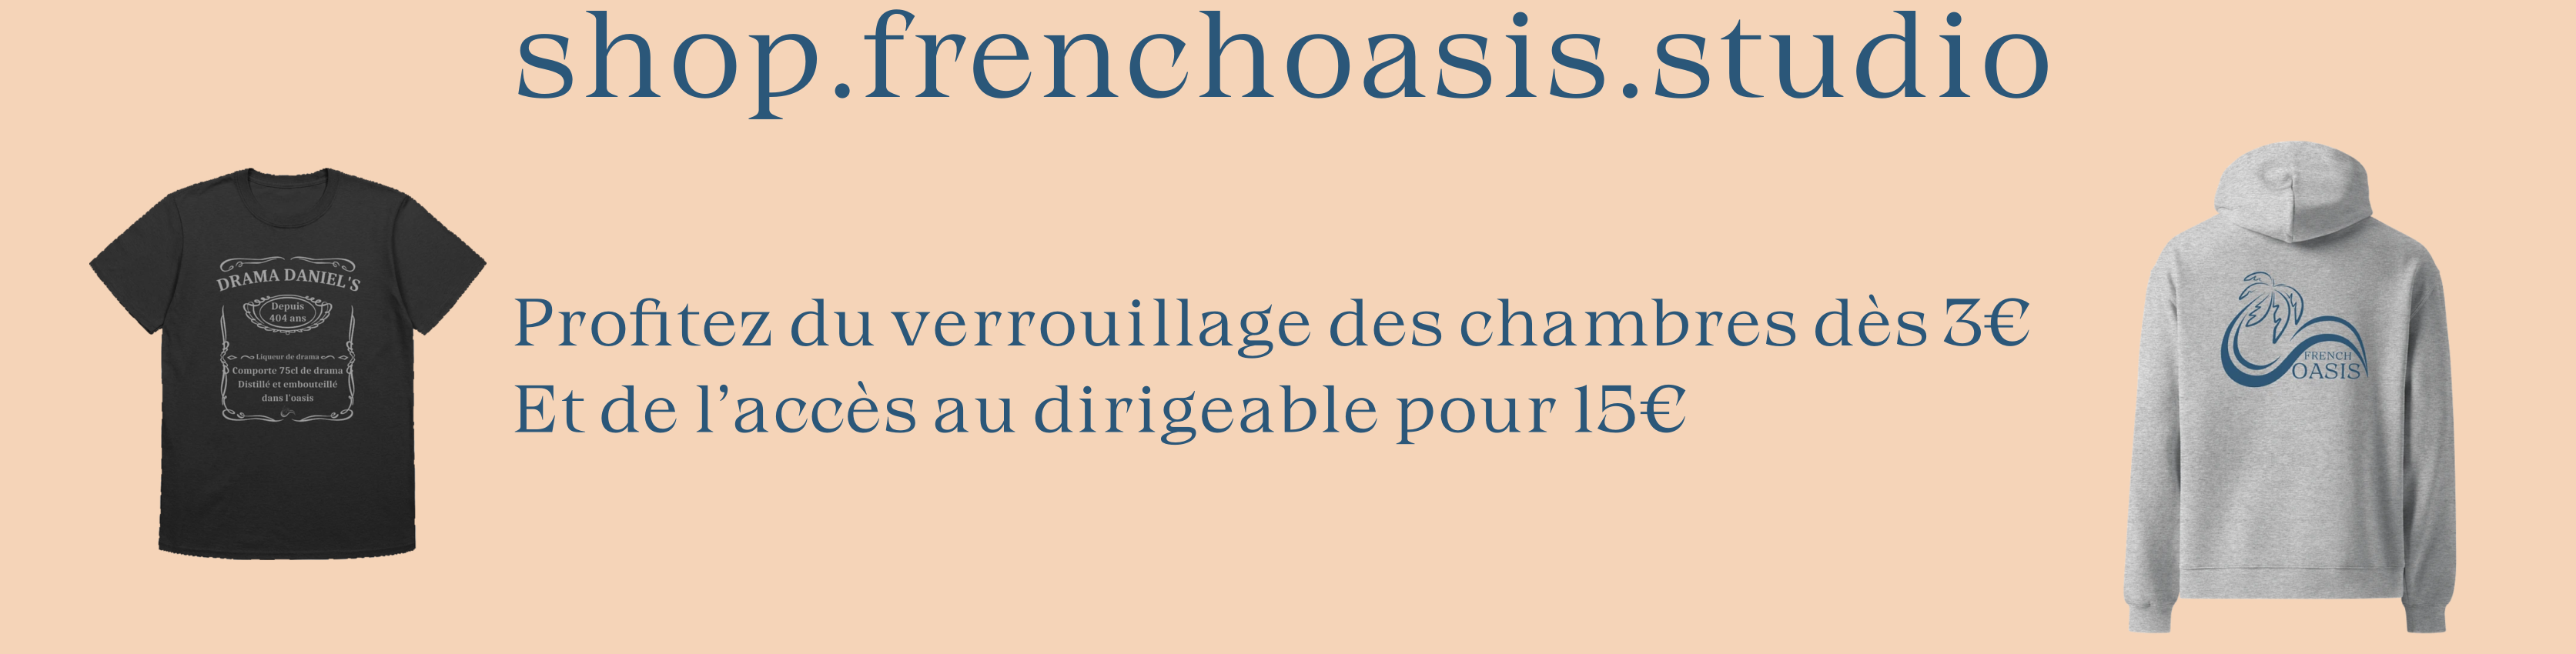 shop.frenchoasis.studio
DRAMA DANIEL'S
Depuis
404 ans
Liqueur de drama
Comporte 75cl de drama
Distillé et embouteillé
dans l'oasis
Profitez du verrouillage des chambres dès 3€
Et de l’accès au dirigeable pour 15€
FRENCH
OASIS